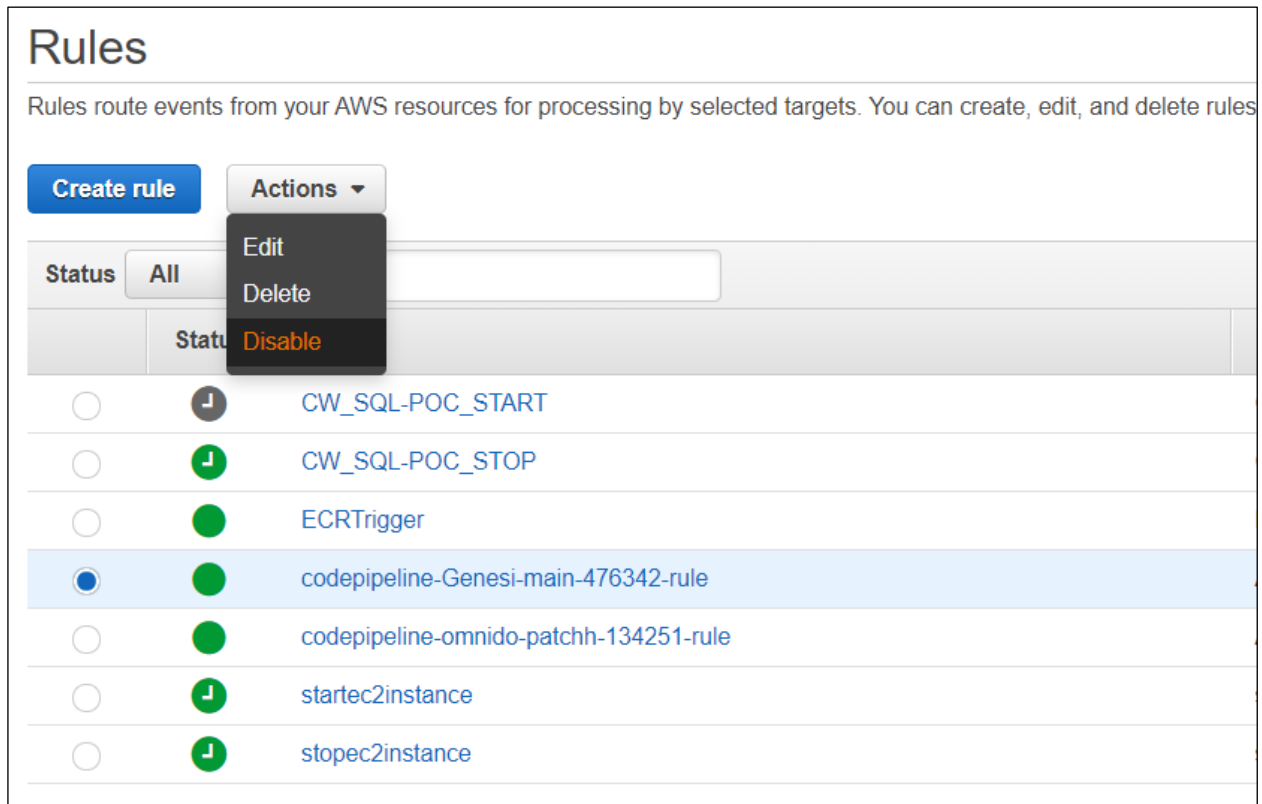 Rules
Rules route events from your AWS resources for processing by selected targets. You can create, edit, and delete rules
Create rule
Actions
Edit
Delete
Disable
Status
All
Statu
CW_SQL-POC_START
CW_SQL-POC_STOP
ECRTrigger
codepipeline-Genesi-main-476342-rule
codepipeline-omnido-patchh-134251-rule
startec2instance
stopec2instance